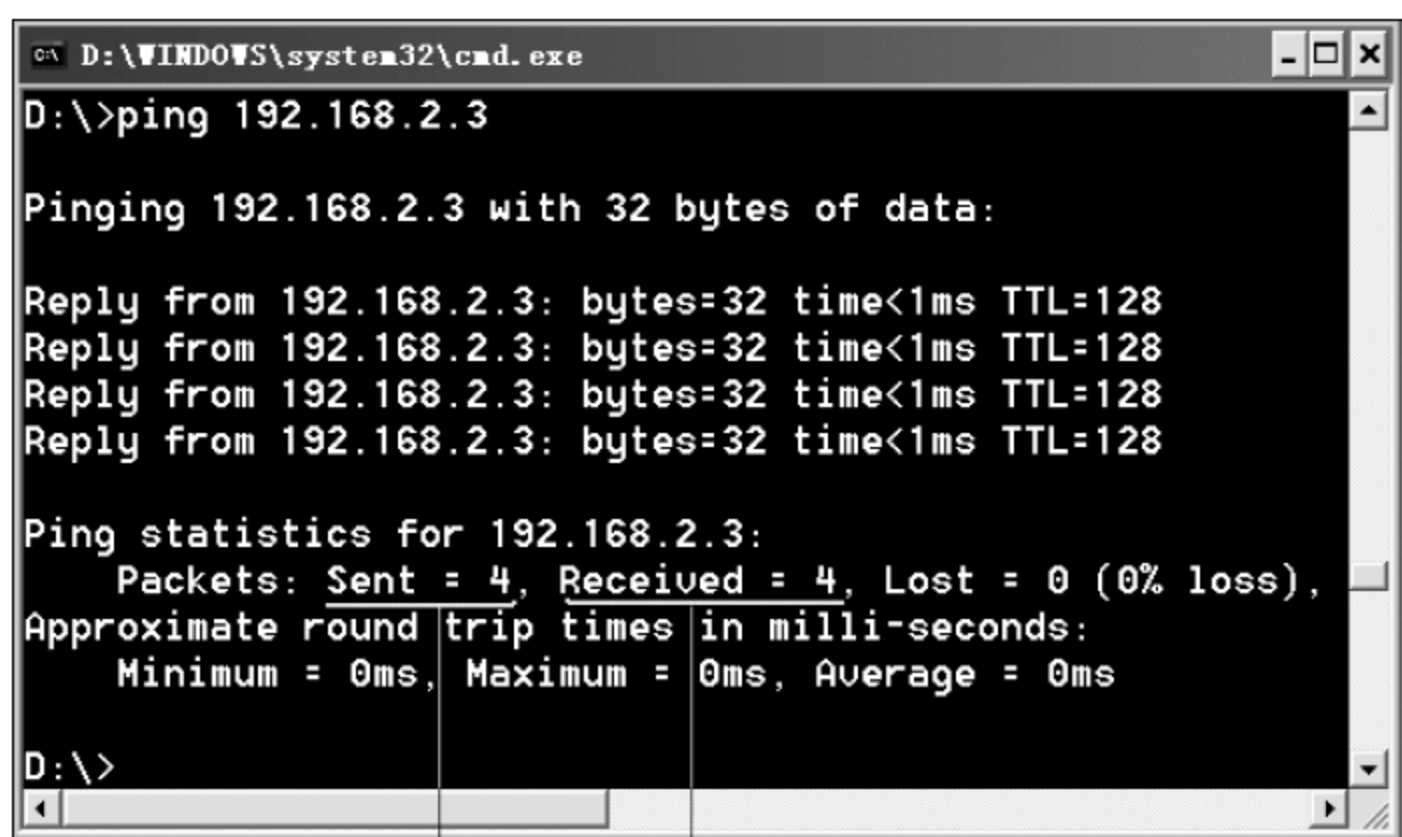 D:\WINDOWS\system32\cmd.exe
D:\>ping 192.168.2.3
Pinging 192.168.2.3 with 32 bytes of data:
Reply from 192.168.2.3: bytes=32 time<1ms TTL=128
Reply from 192.168.2.3: bytes=32 time<1ms TTL=128
Reply from 192.168.2.3: bytes=32 time<1ms TTL=128
Reply from 192.168.2.3: bytes=32 time<1ms TTL=128
Ping statistics for 192.168.2.3:
Packets: Sent = 4, Received = 4, Lost = 0 (0% loss),
Approximate round trip times in milli-seconds:
Minimum = 0ms, Maximum = 0ms, Average = 0ms
D:\>